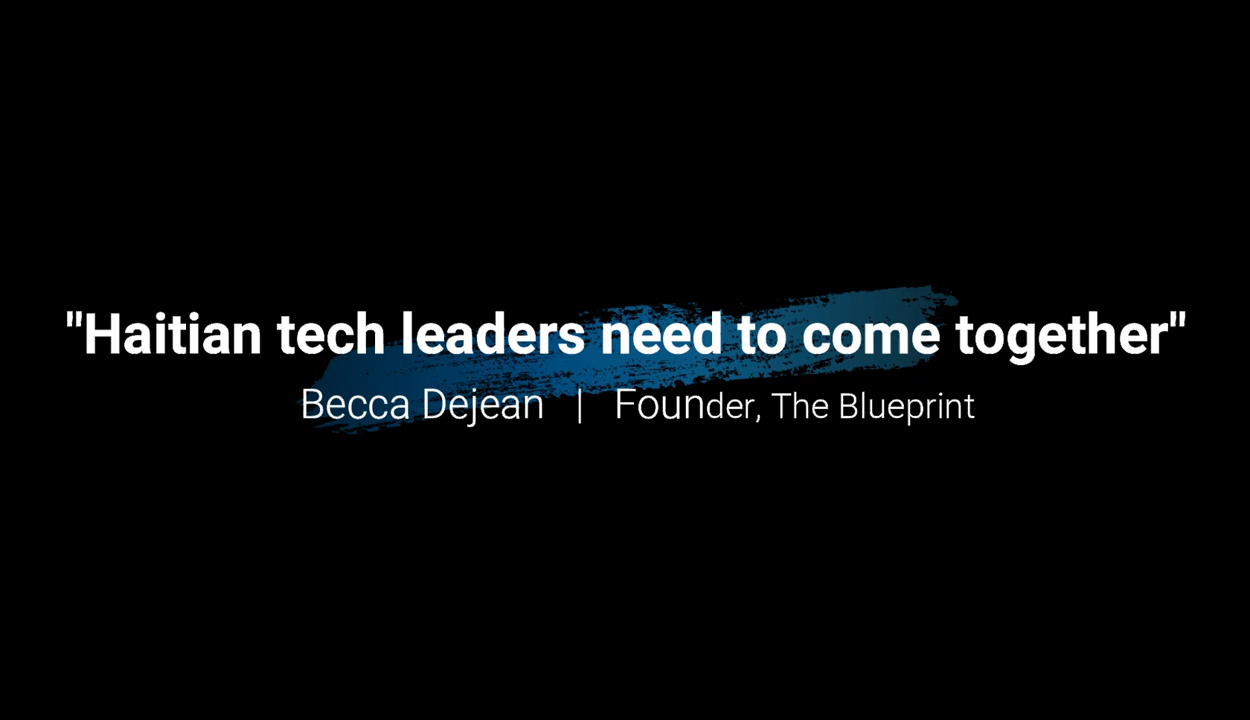 "Haitian tech leaders need to come together"
Becca Dejean | Founder, The Blueprint